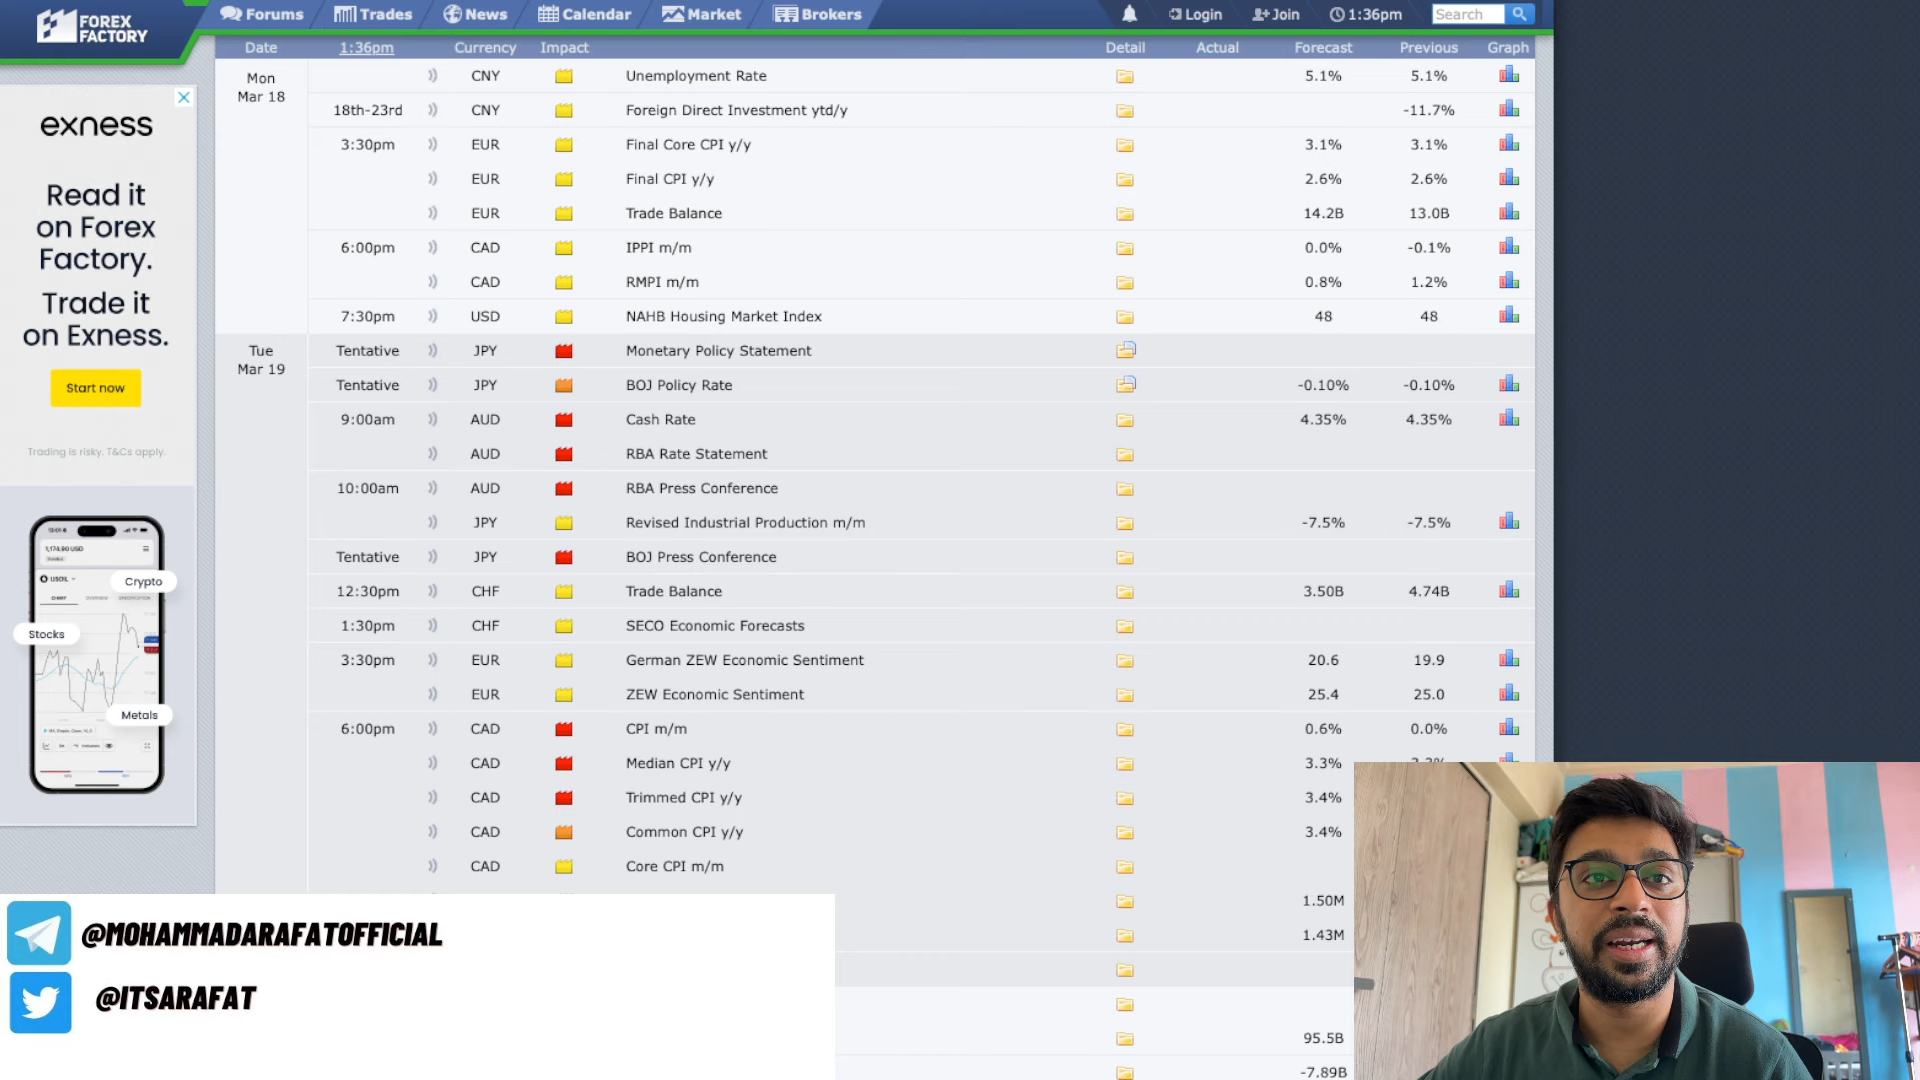 FOREX FACTORY
Forums Trades News Calendar Market Brokers Login Join 1:36pm Search
Date 1:36pm Currency Impact Detail Actual Forecast Previous Graph
Mon Mar 18 CNY Unemployment Rate 5.1% 5.1%
18th-23rd CNY Foreign Direct Investment ytd/y -11.7%
3:30pm EUR Final Core CPI y/y 3.1% 3.1%
EUR Final CPI y/y 2.6% 2.6%
EUR Trade Balance 14.2B 13.0B
6:00pm CAD IPPI m/m 0.0% -0.1%
CAD RMPI m/m 0.8% 1.2%
7:30pm USD NAHB Housing Market Index 48 48
Tue Mar 19 Tentative JPY Monetary Policy Statement
Tentative JPY BOJ Policy Rate -0.10% -0.10%
9:00am AUD Cash Rate 4.35% 4.35%
AUD RBA Rate Statement
10:00am AUD RBA Press Conference
JPY Revised Industrial Production m/m -7.5% -7.5%
Tentative JPY BOJ Press Conference
12:30pm CHF Trade Balance 3.50B 4.74B
1:30pm CHF SECO Economic Forecasts
3:30pm EUR German ZEW Economic Sentiment 20.6 19.9
EUR ZEW Economic Sentiment 25.4 25.0
6:00pm CAD CPI m/m 0.6% 0.0%
CAD Median CPI y/y 3.3%
CAD Trimmed CPI y/y 3.4%
CAD Common CPI y/y 3.4%
CAD Core CPI m/m
1.50M
1.43M
95.5B
-7.89B
exness
Read it
on Forex
Factory.
Trade it
on Exness.
Start now
Trading is risky. T&Cs apply.
1,174.90 USD
USOIL
Crypto
Stocks
Metals
@MOHAMMADARAFATOFFICIAL
@ITSARAFAT